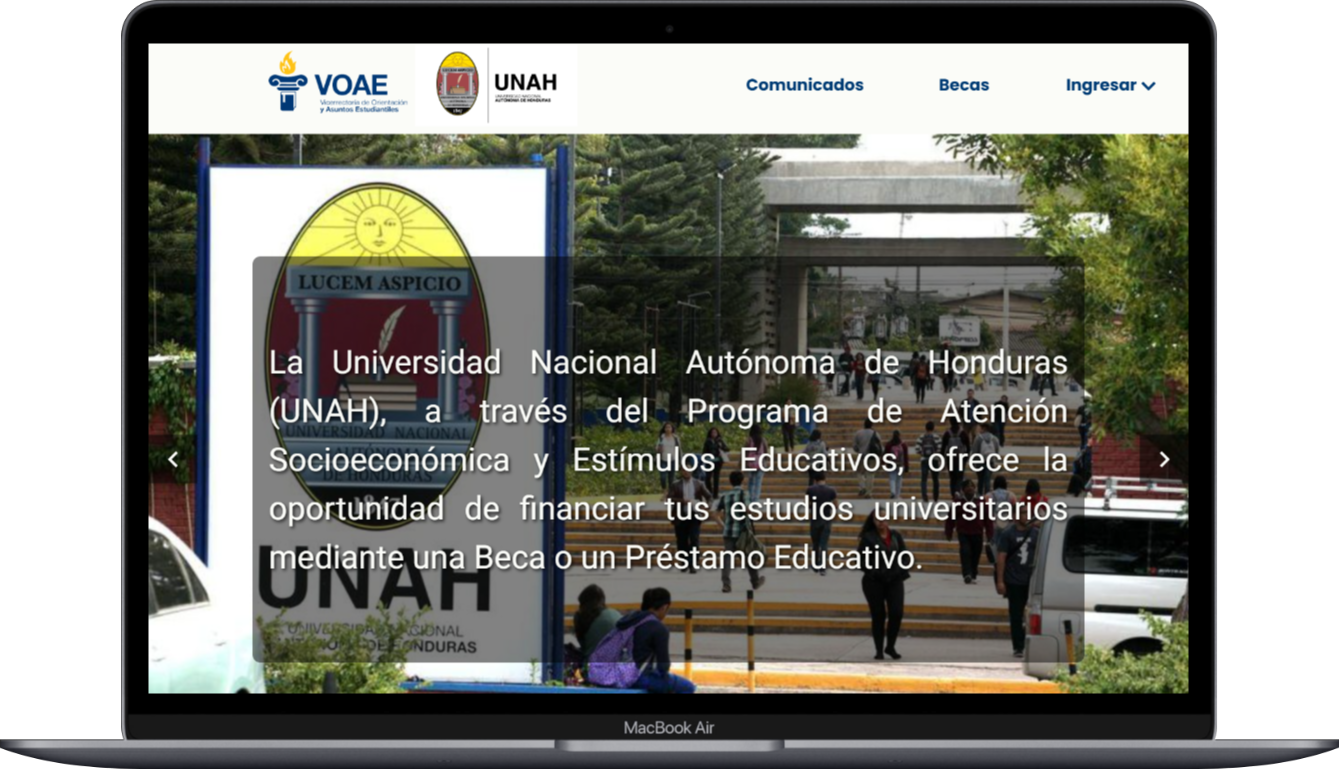 VOAE
Vicerrectoría de Orientación
y Asuntos Estudiantiles
UNAH
UNIVERSIDAD NACIONAL
AUTÓNOMA DE HONDURAS
Comunicados
Becas
Ingresar
LUCEM ASPICIO
La Universidad Nacional Autónoma de Honduras
(UNAH), a través del Programa de Atención
Socioeconómica y Estímulos Educativos, ofrece la
oportunidad de financiar tus estudios universitarios
mediante una Beca o un Préstamo Educativo.
UNIVERSIDAD NACIONAL
AUTÓNOMA
DE HONDURAS
1847
UNAH
UNIVERSIDAD NACIONAL
AUTÓNOMA DE HONDURAS
MacBook Air